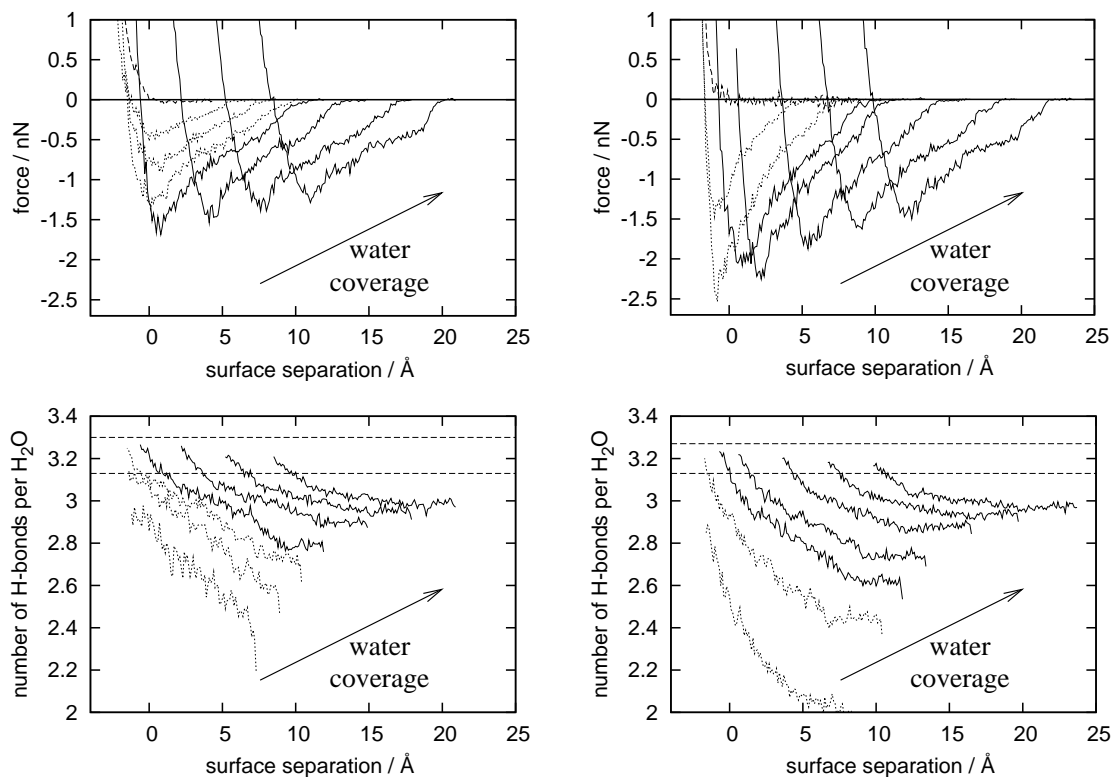 1
0.5
0
-0.5
-1
-1.5
-2
-2.5
force / nN
water
coverage
0 5 10 15 20 25
surface separation / Å
1
0.5
0
-0.5
-1
-1.5
-2
-2.5
force / nN
water
coverage
0 5 10 15 20 25
surface separation / Å
3.4
3.2
3
2.8
2.6
2.4
2.2
2
number of H-bonds per H₂O
water
coverage
0 5 10 15 20 25
surface separation / Å
3.4
3.2
3
2.8
2.6
2.4
2.2
2
number of H-bonds per H₂O
water
coverage
0 5 10 15 20 25
surface separation / Å